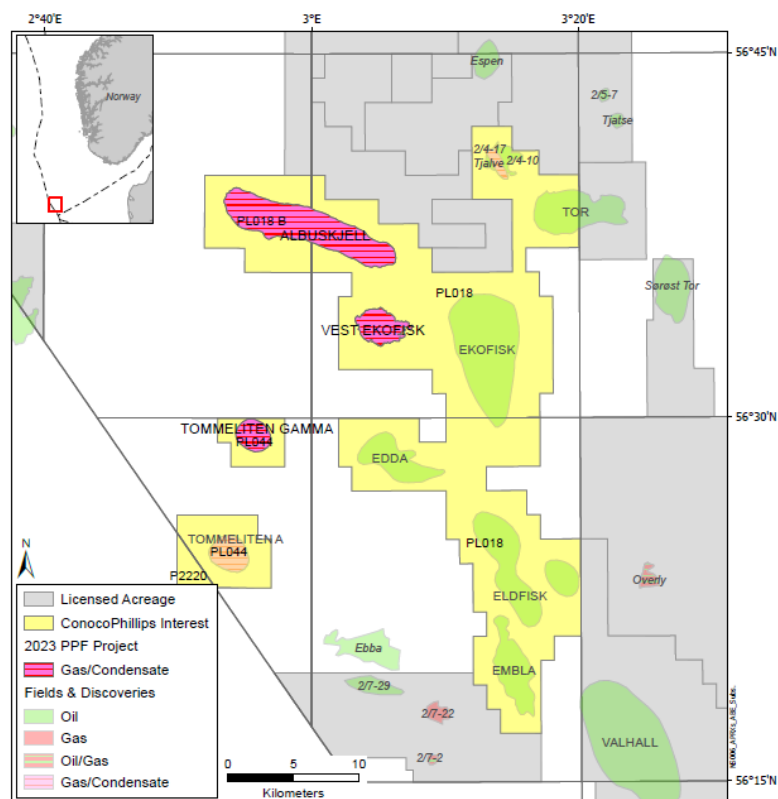 2°40'E
3°E
3°20'E
56°45'N
Norway
Espen
2/5-7
Tjatse
2/4-17
Tjalve
2/4-10
PL018 B
ALBUSKJELL
TOR
PL018
Sørøst Tor
VEST EKOFISK
EKOFISK
56°30'N
TOMMELITEN GAMMA
PL044
EDDA
TOMMELITEN A
PL044
PL018
P2220
N
ELDFISK
Overly
Licensed Acreage
ConocoPhillips Interest
2023 PPF Project
Gas/Condensate
Fields & Discoveries
Oil
Gas
Oil/Gas
Gas/Condensate
Ebba
EMBLA
2/7-29
2/7-22
2/7-2
VALHALL
0 5 10
Kilometers
56°15'N